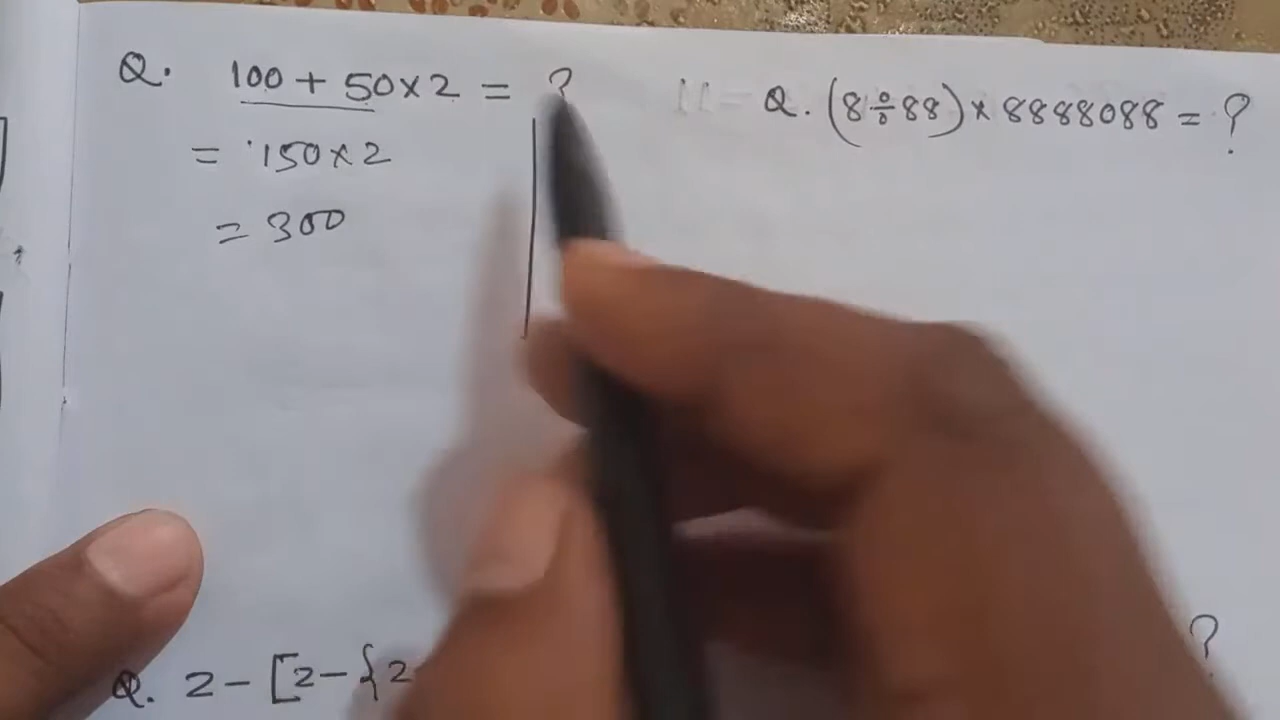 Q. 100 + 50 × 2 = ?
= 150 × 2
= 300
Q. (8 ÷ 88) × 8888088 = ?
Q. 2 - [2 - {2
?